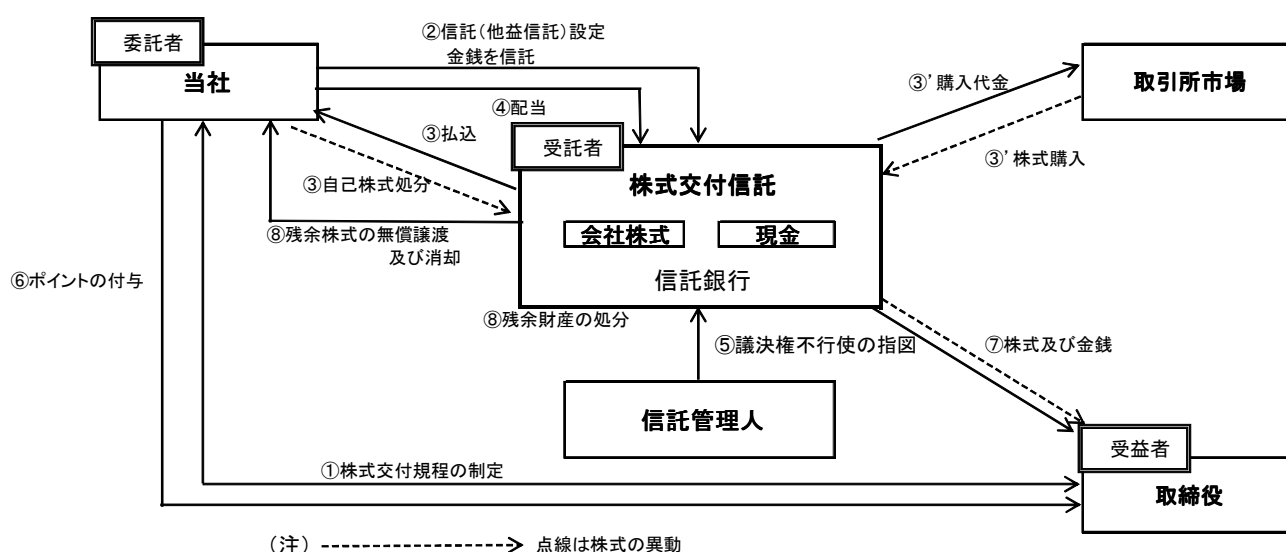 委託者
当社
②信託(他益信託)設定
金銭を信託
④配当
③払込
③自己株式処分
⑧残余株式の無償譲渡
及び消却
⑥ポイントの付与
受託者
株式交付信託
会社株式
現金
信託銀行
③’購入代金
③’株式購入
取引所市場
⑧残余財産の処分
⑤議決権不行使の指図
⑦株式及び金銭
信託管理人
①株式交付規程の制定
受益者
取締役
(注) 点線は株式の異動